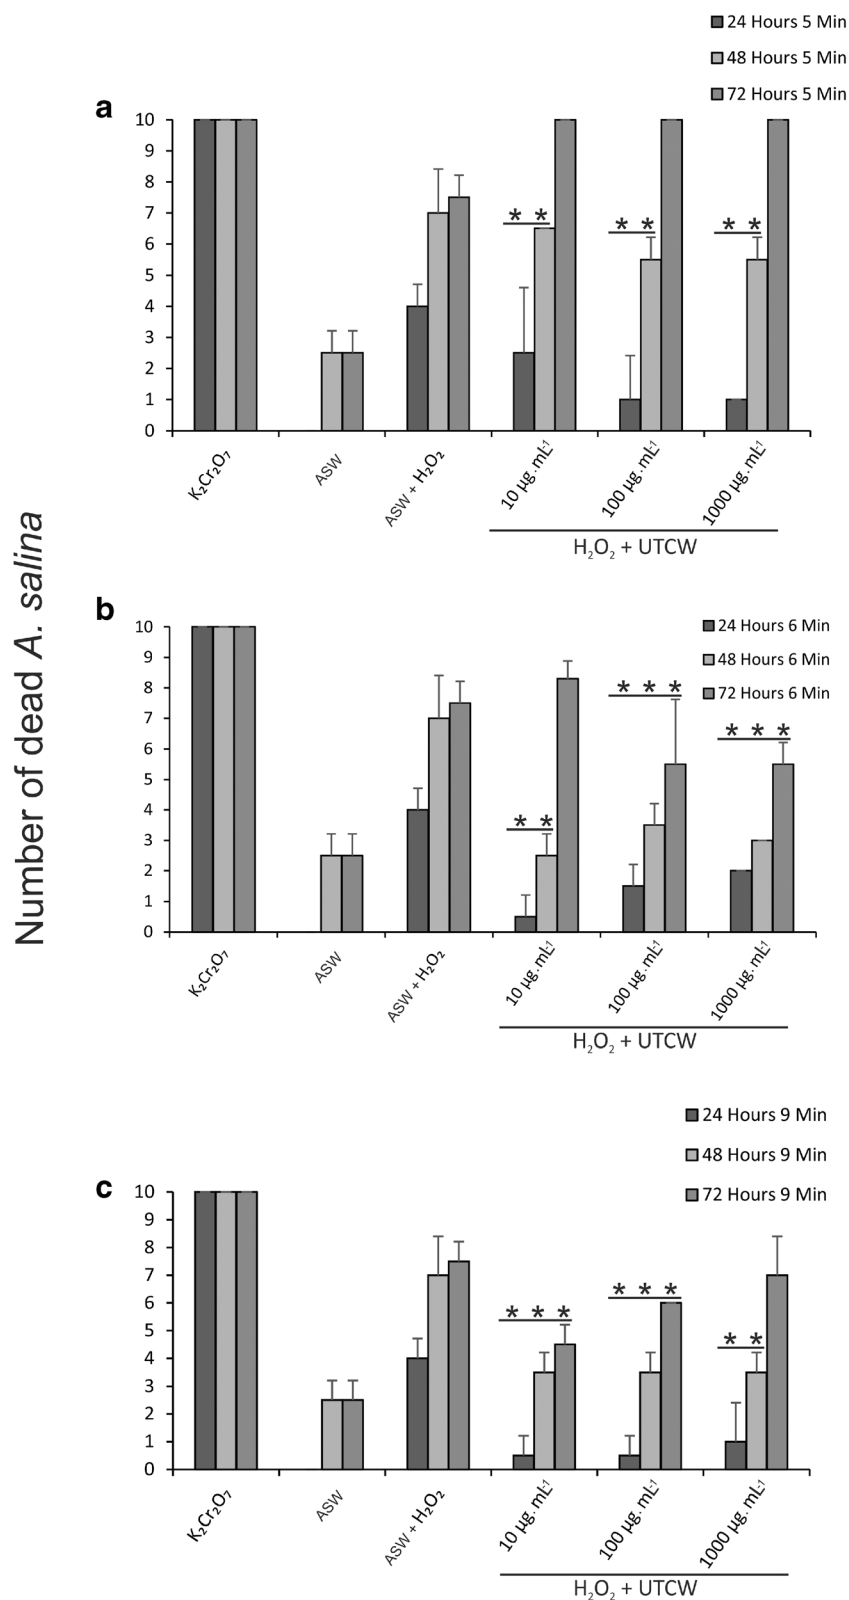 Number of dead A. salina
24 Hours 5 Min
48 Hours 5 Min
72 Hours 5 Min
a
10
9
8
7
6
5
4
3
2
1
0
* *
* *
* *
K₂Cr₂O₇
ASW
ASW + H₂O₂
10 µg.mL⁻¹
100 µg.mL⁻¹
1000 µg.mL⁻¹
H₂O₂ + UTCW
b
24 Hours 6 Min
48 Hours 6 Min
72 Hours 6 Min
10
9
8
7
6
5
4
3
2
1
0
* *
* * *
* * *
K₂Cr₂O₇
ASW
ASW + H₂O₂
10 µg.mL⁻¹
100 µg.mL⁻¹
1000 µg.mL⁻¹
H₂O₂ + UTCW
24 Hours 9 Min
48 Hours 9 Min
72 Hours 9 Min
c
10
9
8
7
6
5
4
3
2
1
0
* * *
* * *
* *
K₂Cr₂O₇
ASW
ASW + H₂O₂
10 µg.mL⁻¹
100 µg.mL⁻¹
1000 µg.mL⁻¹
H₂O₂ + UTCW